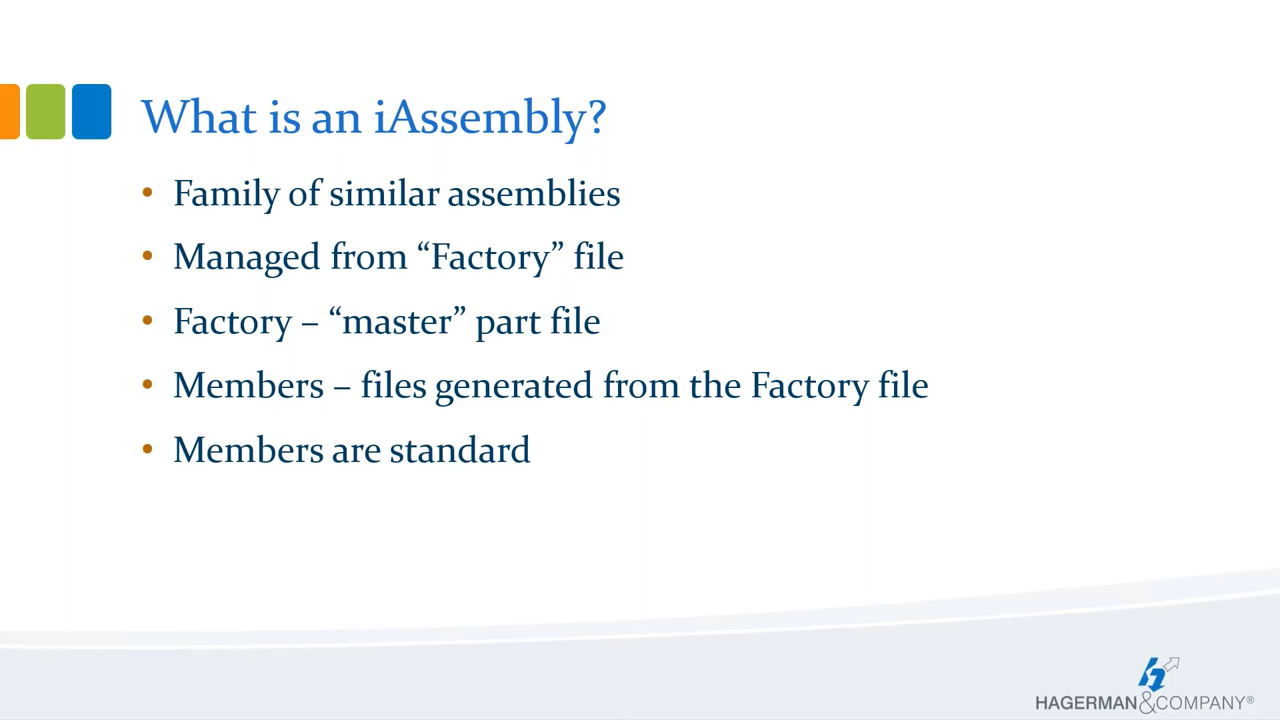 What is an iAssembly?
• Family of similar assemblies
• Managed from “Factory” file
• Factory – “master” part file
• Members – files generated from the Factory file
• Members are standard
HAGERMAN&COMPANY®